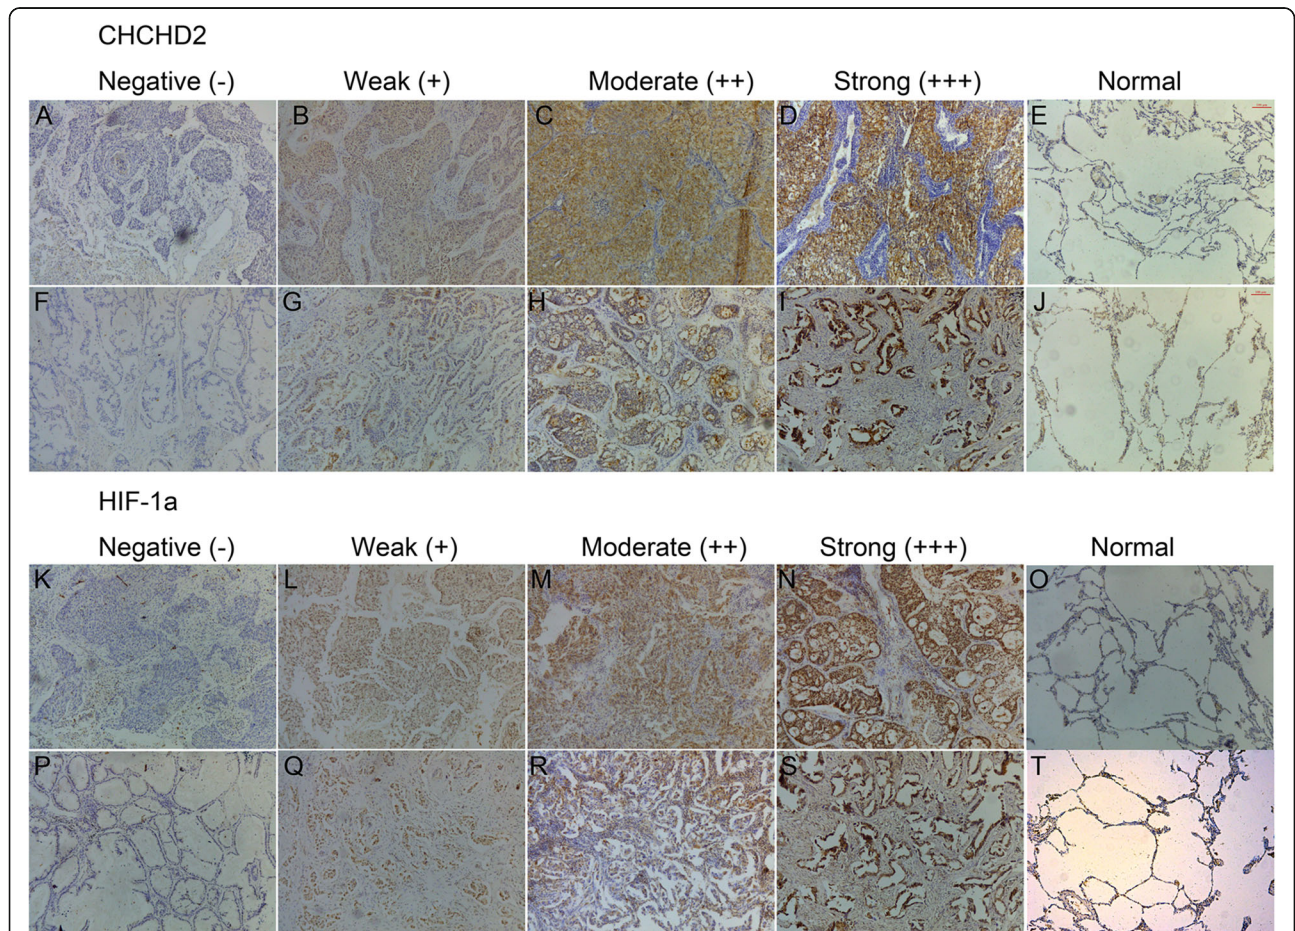 CHCHD2
Negative (-) Weak (+) Moderate (++) Strong (+++) Normal
A B C D E
F G H I J
HIF-1a
Negative (-) Weak (+) Moderate (++) Strong (+++) Normal
K L M N O
P Q R S T